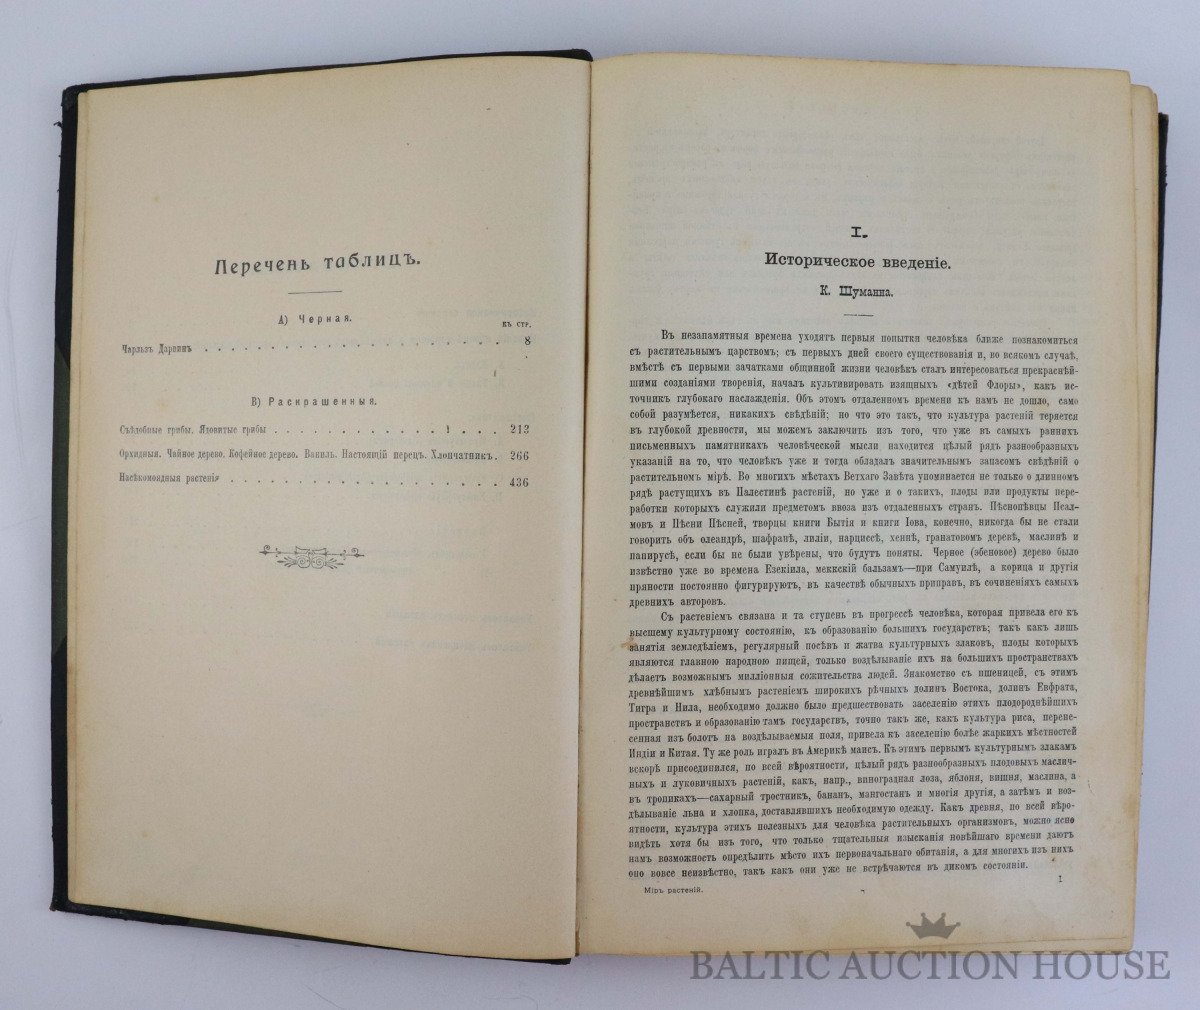 Перечень таблицъ.
А) Черная.
КЪ СТР.
Чарльзъ Дарвинъ . . . . . . . . . . . . . . . . . . . . . . 8
В) Раскрашенныя.
Съѣдобные грибы. Ядовитые грибы . . . . . . . . . . . . . . . . . 213
Орхидныя. Чайное дерево. Кофейное дерево. Ваниль. Настоящій перецъ. Хлопчатникъ. 266
Насѣкомоядныя растенія . . . . . . . . . . . . . . . . . . . . 436
I.
Историческое введеніе.
К. Шуманна.
Въ незапамятныя времена уходятъ первыя попытки человѣка ближе познакомиться
съ растительнымъ царствомъ; съ первыхъ дней своего существованія и, во всякомъ случаѣ,
вмѣстѣ съ первыми зачатками общинной жизни человѣкъ сталъ интересоваться прекраснѣй-
шими созданіями творенія, началъ культивировать изящныхъ «дѣтей Флоры», какъ ис-
точникъ глубокаго наслажденія. Объ этомъ отдаленномъ времени къ намъ не дошло, само
собой разумѣется, никакихъ свѣдѣній; но что это такъ, что культура растеній теряется
въ глубокой древности, мы можемъ заключить изъ того, что уже въ самыхъ раннихъ
письменныхъ памятникахъ человѣческой мысли находится цѣлый рядъ разнообразныхъ
указаній на то, что человѣкъ уже и тогда обладалъ значительнымъ запасомъ свѣдѣній о
растительномъ мірѣ. Во многихъ мѣстахъ Ветхаго Завѣта упоминается не только о длинномъ
рядѣ растущихъ въ Палестинѣ растеній, но уже и о такихъ, плоды или продукты пере-
работки которыхъ служили предметомъ ввоза изъ отдаленныхъ странъ. Пѣснопѣвцы Псал-
мовъ и Пѣсни Пѣсней, творцы книги Бытія и книги Іова, конечно, никогда бы не стали
говорить объ олеандрѣ, шафранѣ, лиліи, нарциссѣ, хеннѣ, гранатовомъ деревѣ, маслинѣ и
папирусѣ, если бы не были увѣрены, что будутъ поняты. Черное (эбеновое) дерево было
извѣстно уже во времена Езекіила, меккскій бальзамъ—при Самуилѣ, а корица и другія
пряности постоянно фигурируютъ, въ качествѣ обычныхъ приправъ, въ сочиненіяхъ самыхъ
древнихъ авторовъ.
Съ растеніемъ связана и та ступень въ прогрессѣ человѣка, которая привела его къ
высшему культурному состоянію, къ образованію большихъ государствъ; такъ какъ лишь
занятія земледѣліемъ, регулярный посѣвъ и жатва культурныхъ злаковъ, плоды которыхъ
являются главною народною пищей, только воздѣлываніе ихъ на большихъ пространствахъ
дѣлаетъ возможнымъ милліонныя сожительства людей. Знакомство съ пшеницей, съ этимъ
древнѣйшимъ хлѣбнымъ растеніемъ широкихъ рѣчныхъ долинъ Востока, долинъ Евфрата,
Тигра и Нила, необходимо должно было предшествовать заселенію этихъ плодороднѣйшихъ
пространствъ и образованію тамъ государствъ, точно такъ же, какъ культура риса, перене-
сенная изъ болотъ на воздѣлываемыя поля, привела къ заселенію болѣе жаркихъ мѣстностей
Индіи и Китая. Ту же роль игралъ въ Америкѣ маисъ. Къ этимъ первымъ культурнымъ злакамъ
вскорѣ присоединился, по всей вѣроятности, цѣлый рядъ разнообразныхъ плодовыхъ маслич-
ныхъ и луковичныхъ растеній, какъ, напр., виноградная лоза, яблоня, вишня, маслина, а
въ тропикахъ—сахарный тростникъ, бананъ, мангостанъ и многія другія, а затѣмъ и воз-
дѣлываніе льна и хлопка, доставлявшихъ необходимую одежду. Какъ древня, по всей вѣро-
ятности, культура этихъ полезныхъ для человѣка растительныхъ организмовъ, можно ясно
видѣть хотя бы изъ того, что только тщательныя изысканія новѣйшаго времени даютъ
намъ возможность опредѣлить мѣсто ихъ первоначальнаго обитанія, а для многихъ изъ нихъ
оно вовсе неизвѣстно, такъ какъ они уже не встрѣчаются въ дикомъ состояніи.
Міръ растеній.
1
BALTIC AUCTION HOUSE